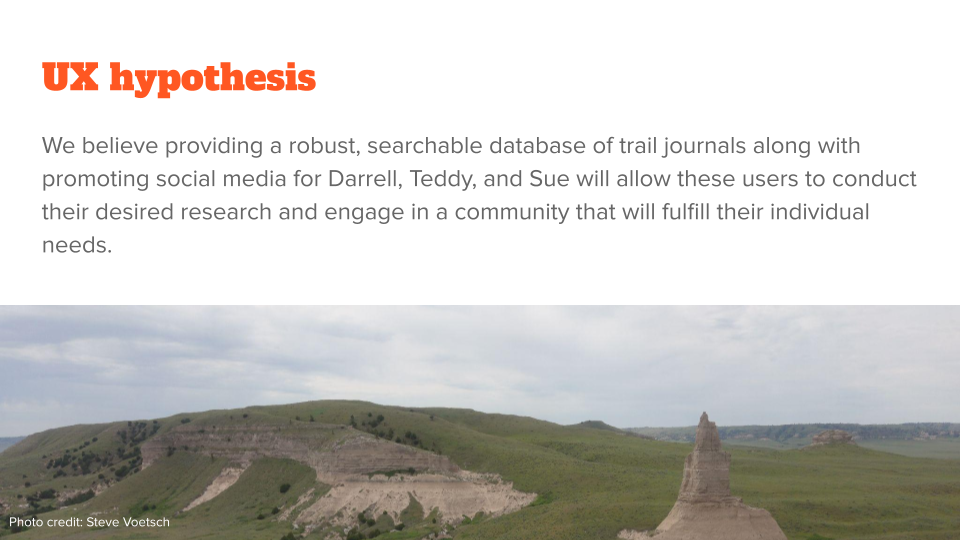 UX hypothesis
We believe providing a robust, searchable database of trail journals along with
promoting social media for Darrell, Teddy, and Sue will allow these users to conduct
their desired research and engage in a community that will fulfill their individual
needs.
Photo credit: Steve Voetsch